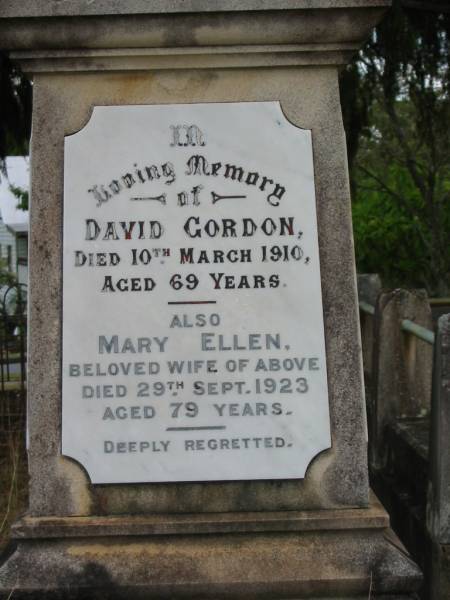 In
Loving Memory
of
DAVID GORDON,
DIED 10TH MARCH 1910,
AGED 69 YEARS.
ALSO
MARY ELLEN,
BELOVED WIFE OF ABOVE
DIED 29TH SEPT. 1923
AGED 79 YEARS.
DEEPLY REGRETTED.